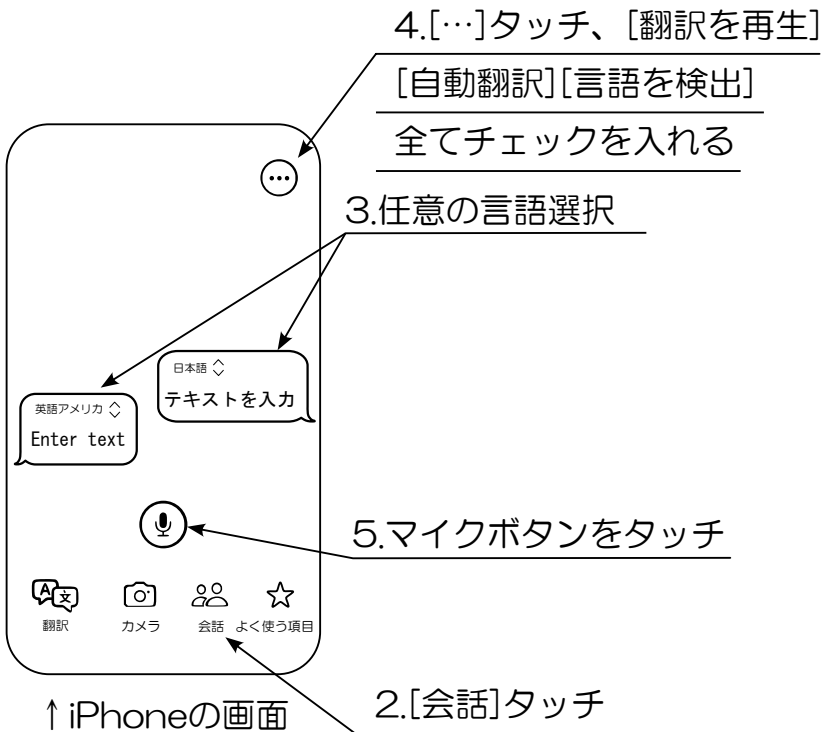 4.[…]タッチ、[翻訳を再生]
[自動翻訳][言語を検出]
全てチェックを入れる
3.任意の言語選択
日本語
テキストを入力
英語アメリカ
Enter text
5.マイクボタンをタッチ
A 文
翻訳 カメラ 会話 よく使う項目
2.[会話]タッチ
↑iPhoneの画面